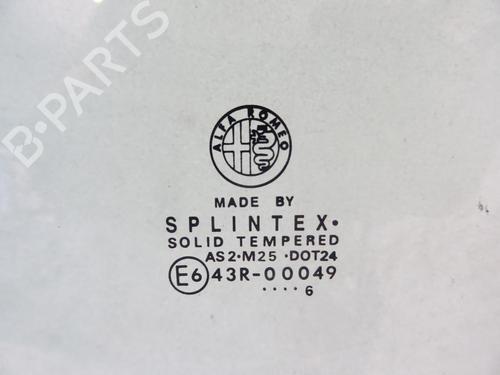 B-PARTS
ALFA ROMEO
MADE BY
SPLINTEX·
SOLID TEMPERED
AS2·M25 ·DOT24
E6 43R-00049
···· 6